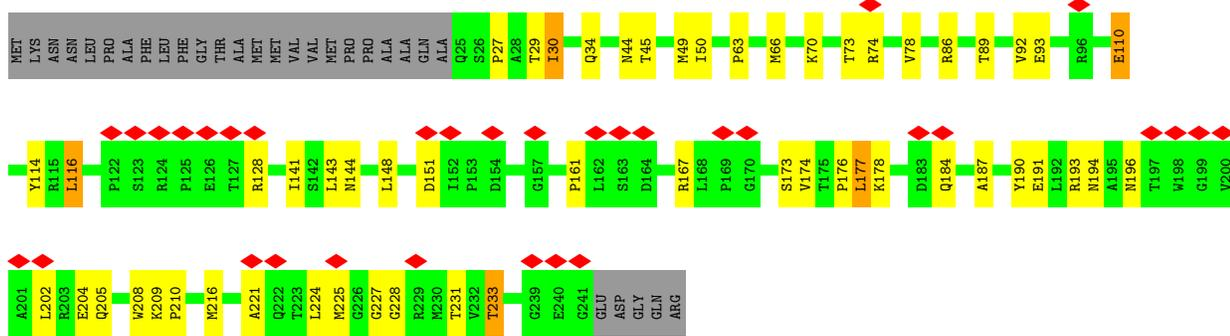 MET LYS ASN ASN LEU PRO ALA PHE LEU PHE GLY THR ALA MET MET VAL VAL MET PRO PRO ALA ALA ALA GLN ALA Q25 S26 P27 A28 T29 I30 Q34 N44 T45 M49 I50 P63 M66 K70 T73 R74 V78 R86 T89 V92 E93 R96 E110
Y114 R115 L116 P122 S123 R124 P125 E126 T127 R128 I141 S142 L143 N144 L148 D151 I152 P153 D154 G157 P161 L162 S163 D164 R167 L168 P169 G170 S173 V174 T175 P176 L177 K178 D183 Q184 A187 Y190 E191 L192 R193 N194 A195 N196 T197 W198 G199 V200
A201 L202 R203 E204 Q205 W208 K209 P210 M216 A221 Q222 T223 L224 M225 G226 G227 G228 R229 M230 T231 V232 T233 G239 E240 G241 GLU ASP GLY GLN ARG